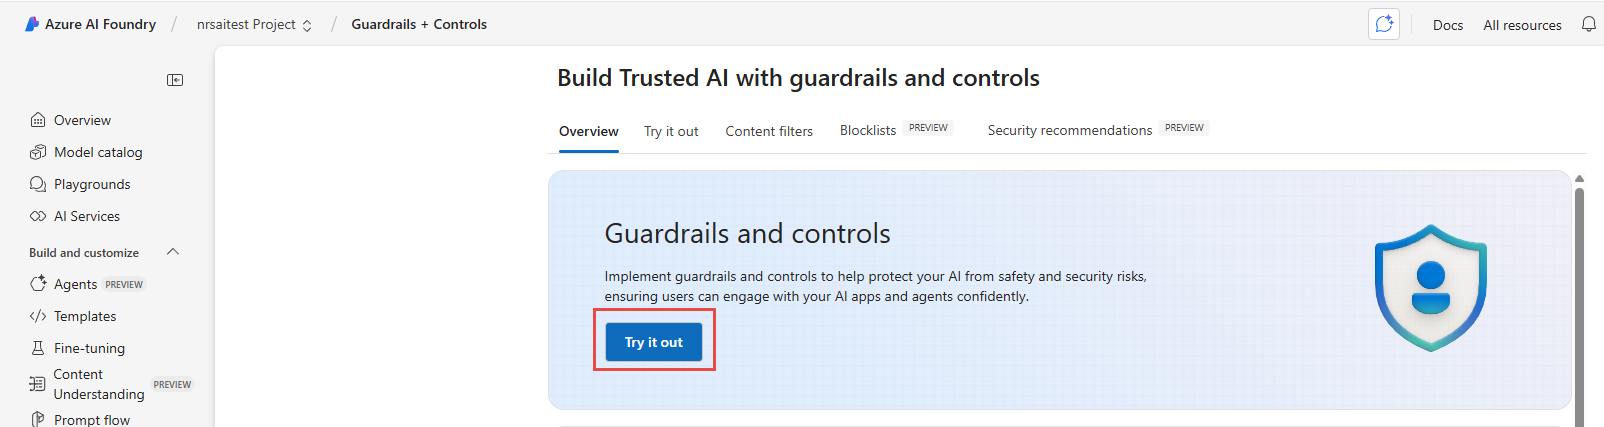 Azure AI Foundry / nrsaitest Project / Guardrails + Controls
Docs All resources
Build Trusted AI with guardrails and controls
Overview Try it out Content filters Blocklists PREVIEW Security recommendations PREVIEW
Overview
Model catalog
Playgrounds
AI Services
Build and customize
Agents PREVIEW
Templates
Fine-tuning
Content
Understanding PREVIEW
Prompt flow
Guardrails and controls
Implement guardrails and controls to help protect your AI from safety and security risks,
ensuring users can engage with your AI apps and agents confidently.
Try it out